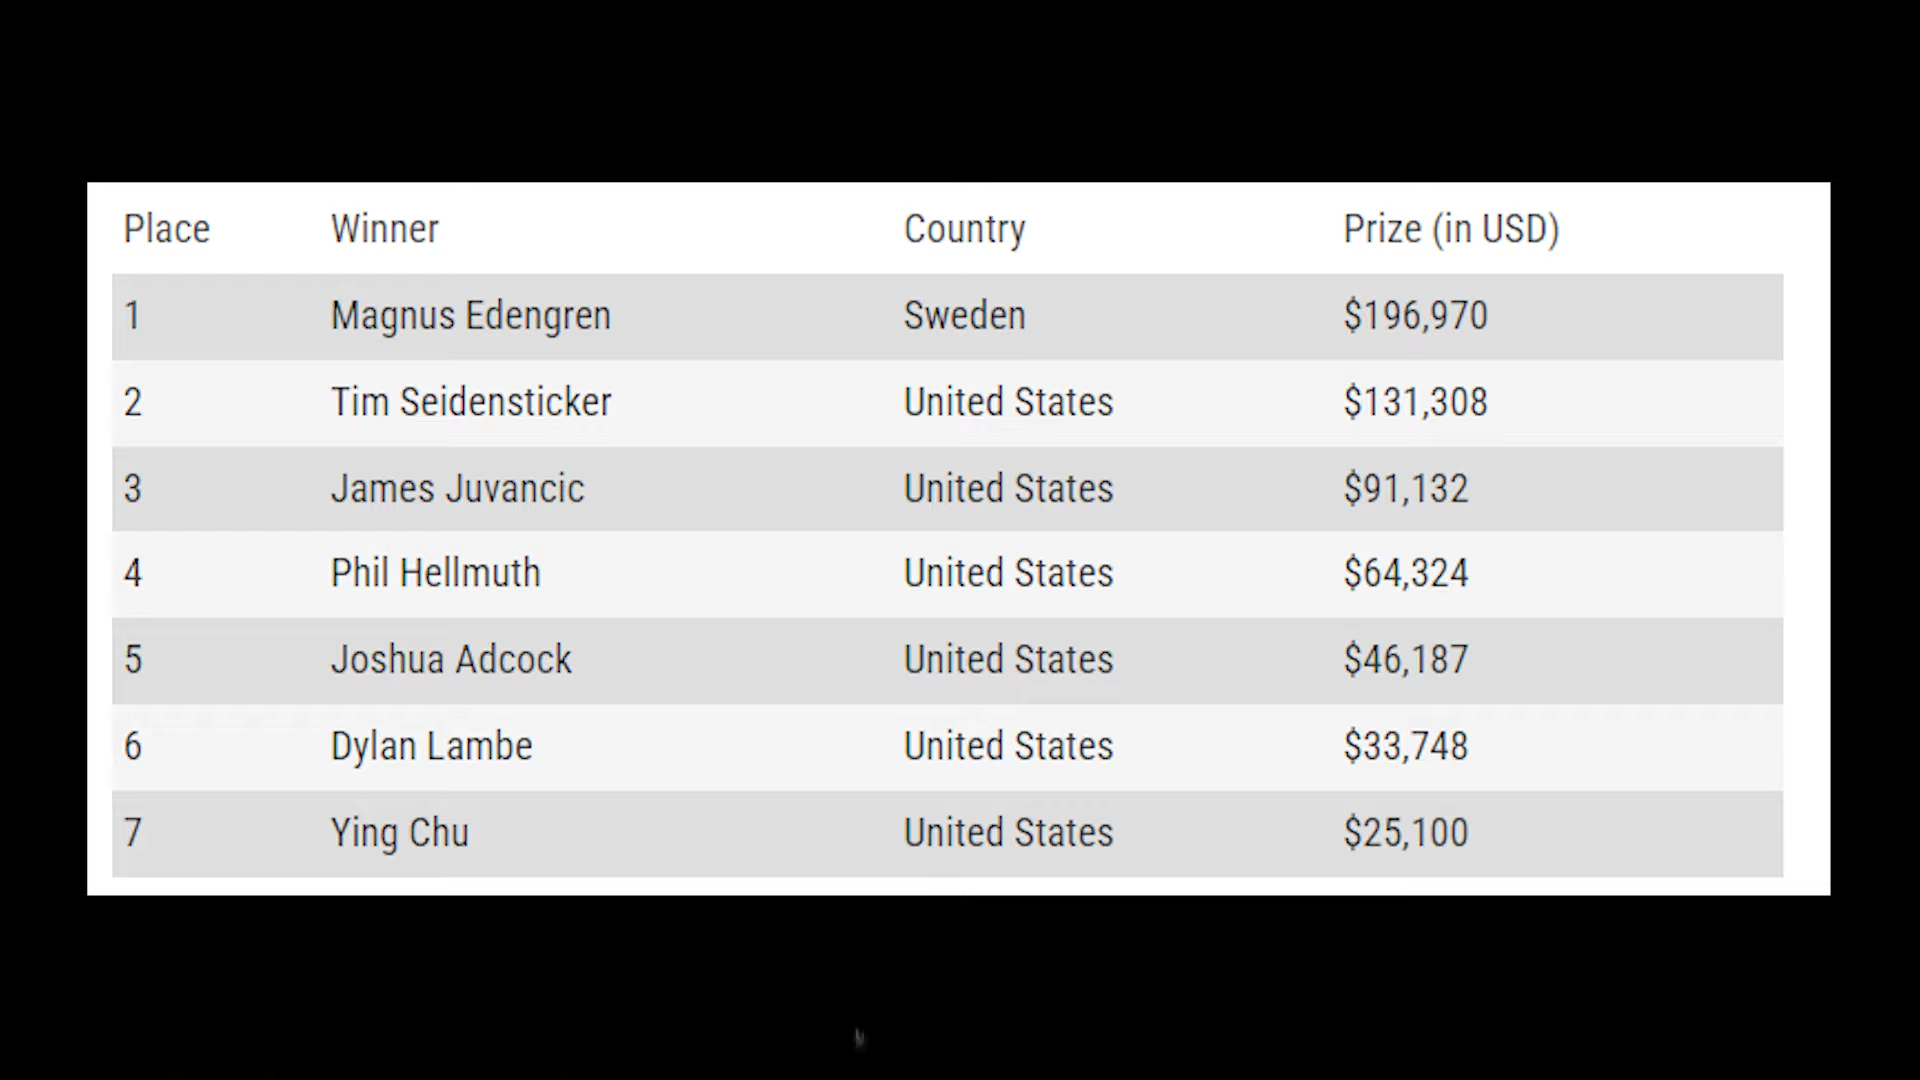 Place Winner Country Prize (in USD)
1 Magnus Edengren Sweden $196,970
2 Tim Seidensticker United States $131,308
3 James Juvancic United States $91,132
4 Phil Hellmuth United States $64,324
5 Joshua Adcock United States $46,187
6 Dylan Lambe United States $33,748
7 Ying Chu United States $25,100